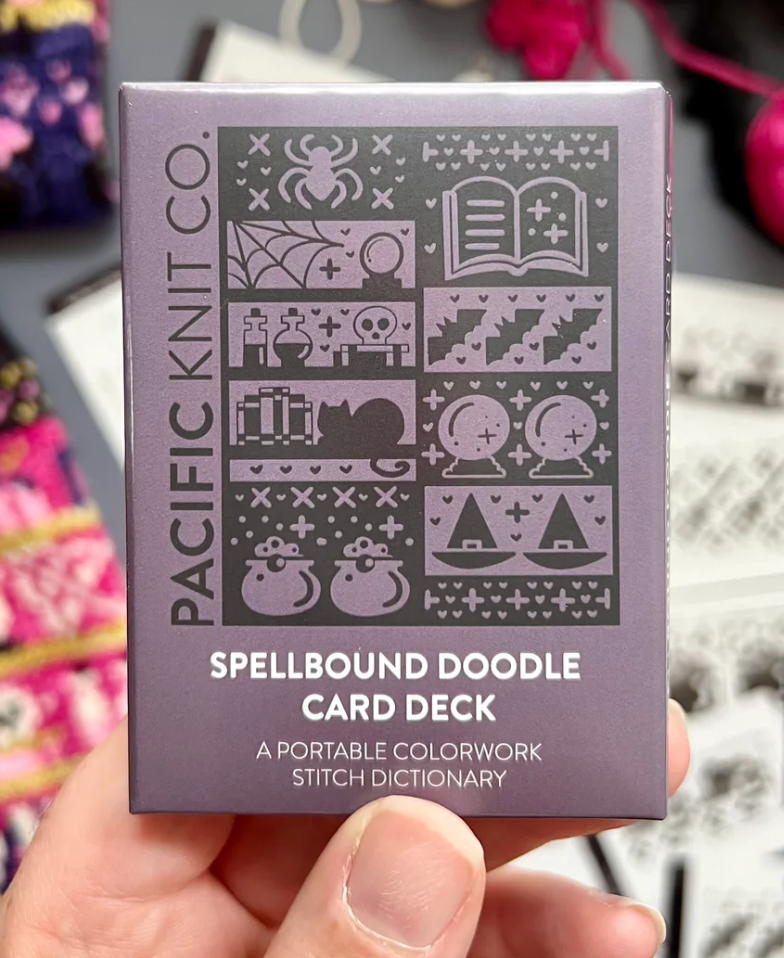 PACIFIC KNIT CO.
SPELLBOUND DOODLE
CARD DECK
A PORTABLE COLORWORK
STITCH DICTIONARY